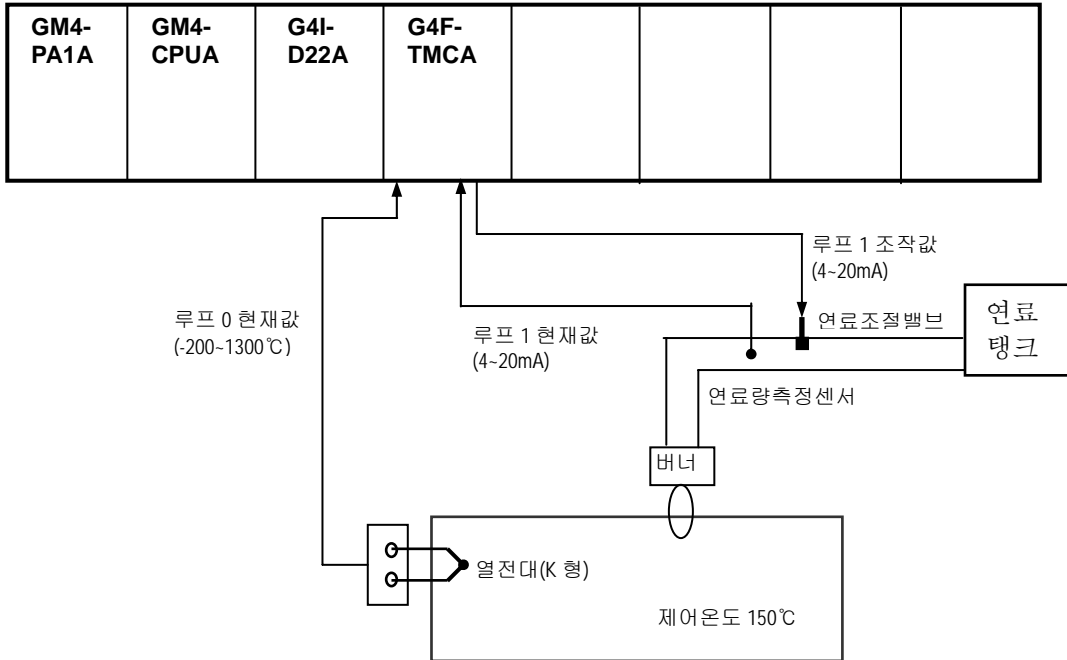 GM4-
PA1A
GM4-
CPUA
G4I-
D22A
G4F-
TMCA
루프 1 조작값
(4~20mA)
루프 0 현재값
(-200~1300℃)
루프 1 현재값
(4~20mA)
연료조절밸브
연료
탱크
연료량측정센서
버너
열전대(K 형)
제어온도 150℃